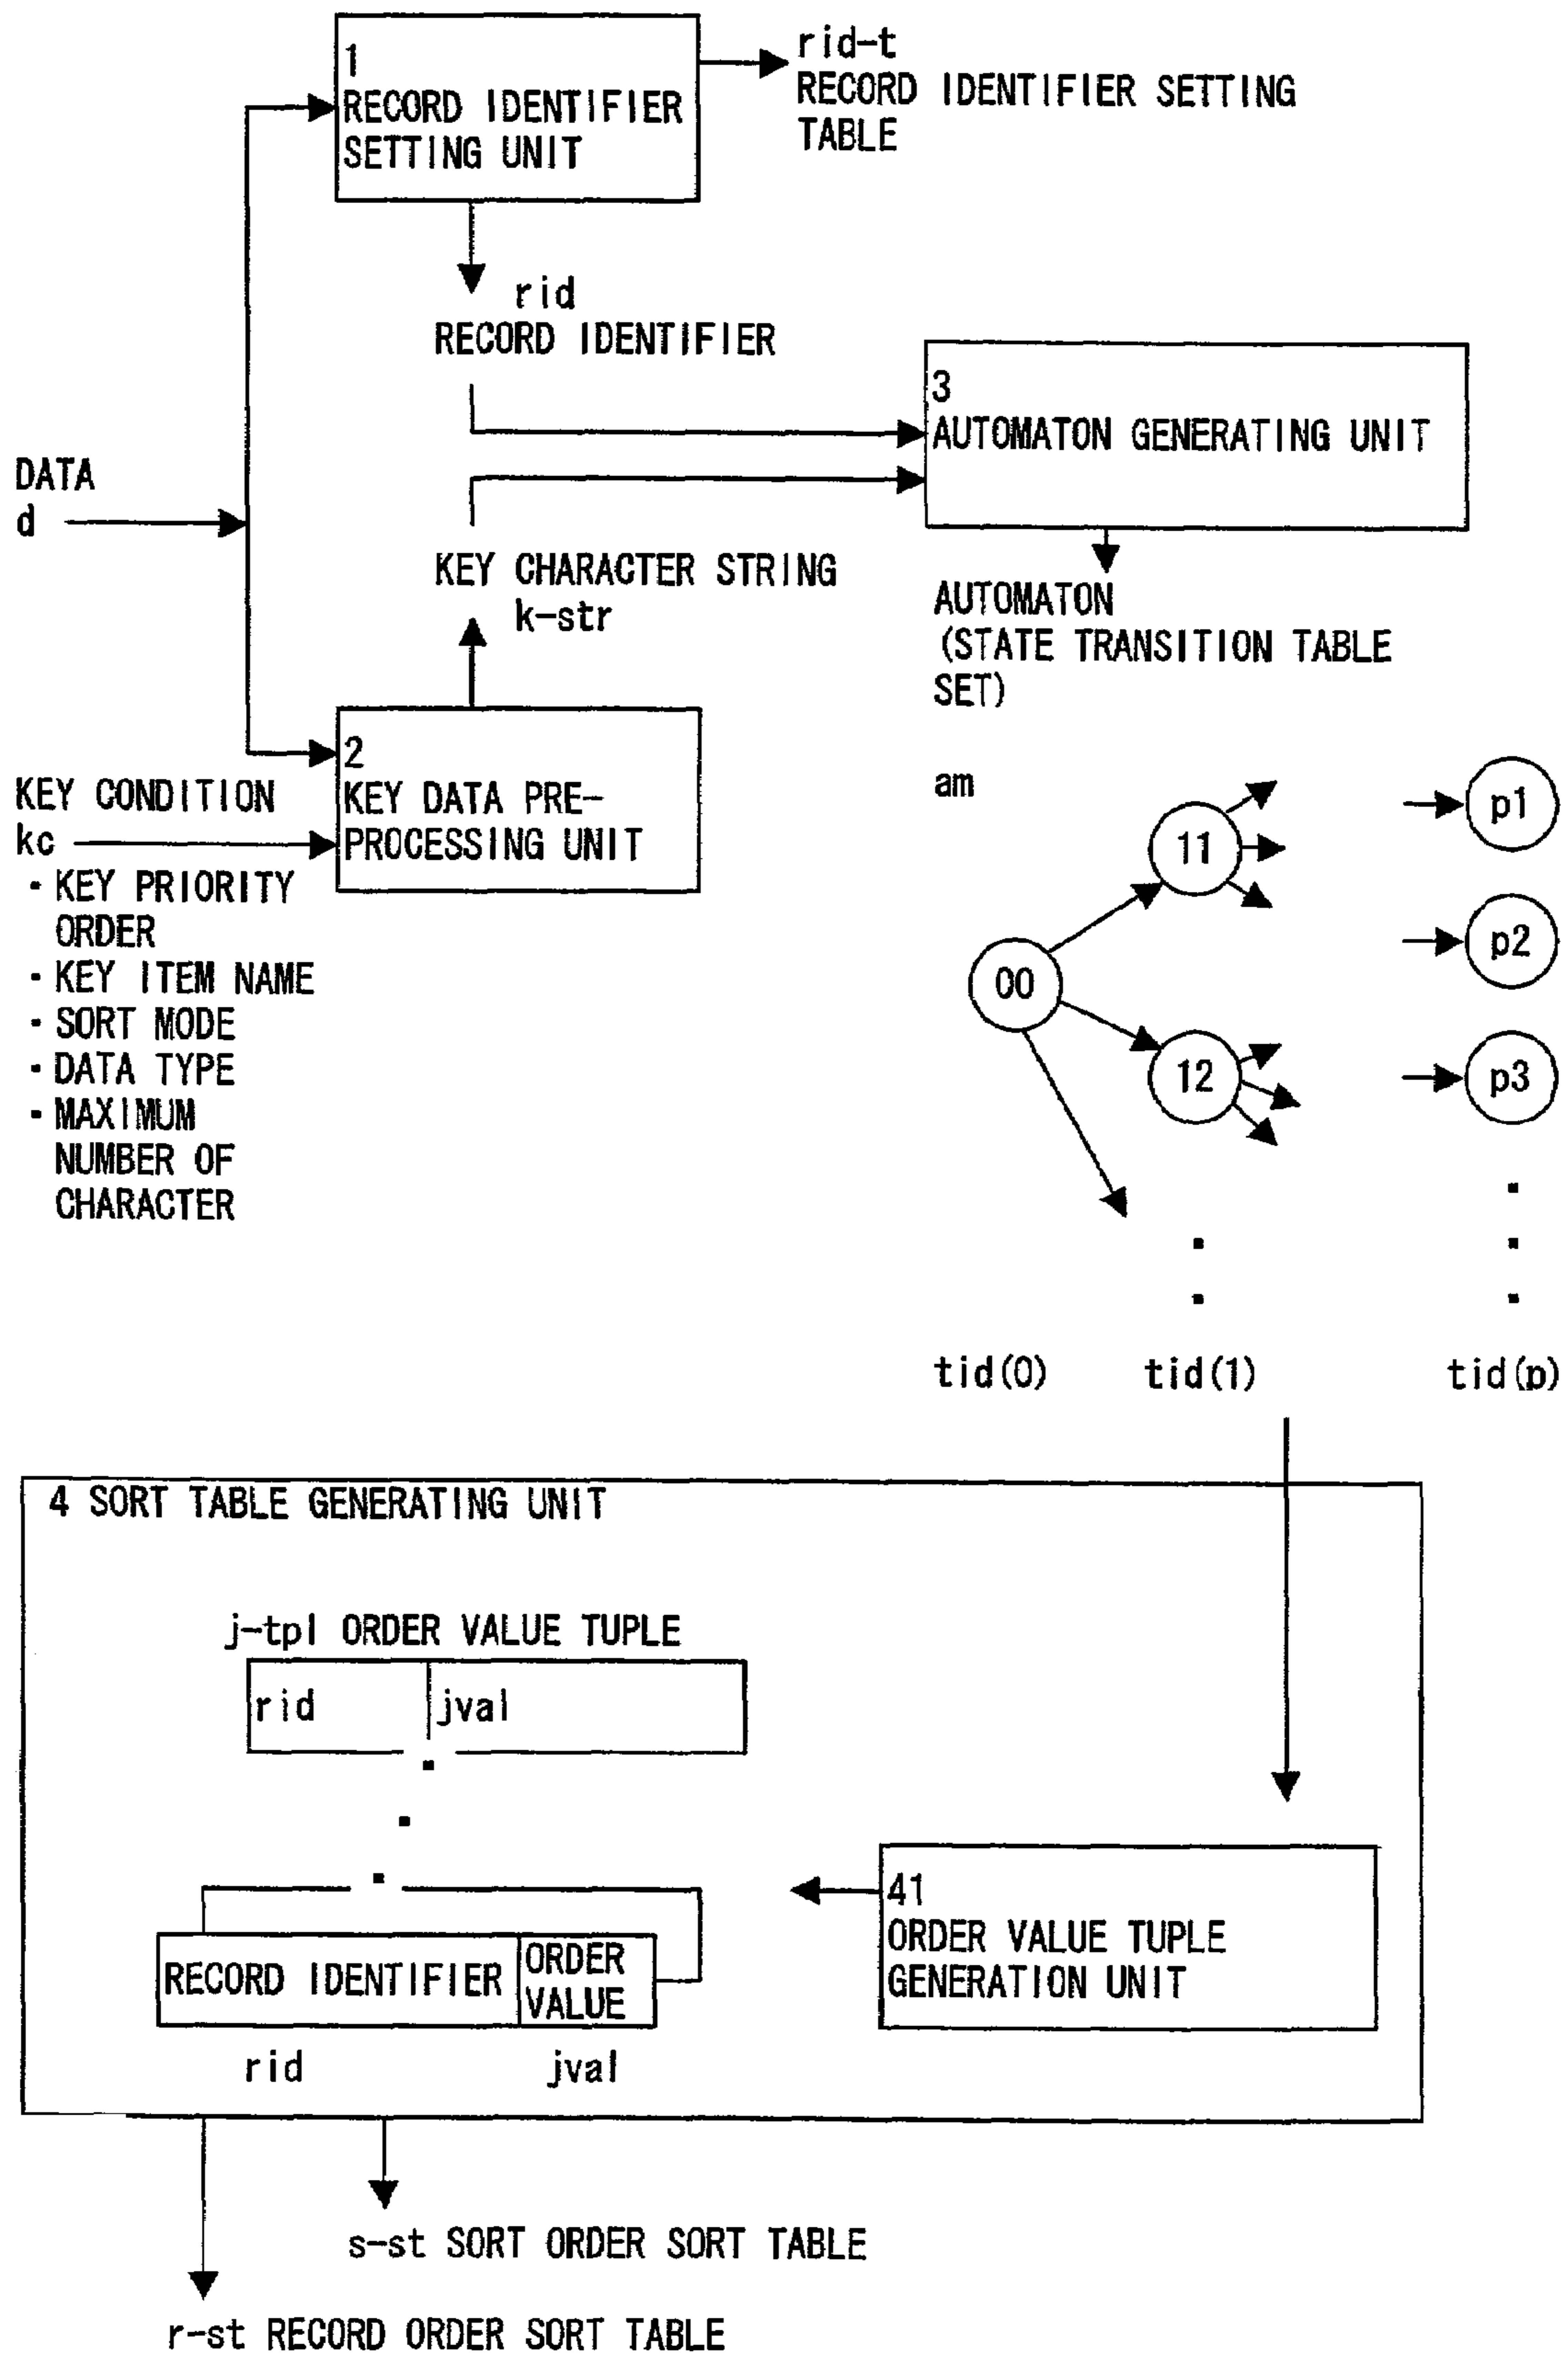 1
RECORD IDENTIFIER
SETTING UNIT
rid-t
RECORD IDENTIFIER SETTING
TABLE
rid
RECORD IDENTIFIER
3
AUTOMATON GENERATING UNIT
DATA
d
KEY CHARACTER STRING
k-str
AUTOMATON
(STATE TRANSITION TABLE
SET)
2
KEY DATA PRE-
PROCESSING UNIT
KEY CONDITION
kc
- KEY PRIORITY
ORDER
- KEY ITEM NAME
- SORT MODE
- DATA TYPE
- MAXIMUM
NUMBER OF
CHARACTER
am
11
p1
p2
00
12
p3
tid(0)
tid(1)
tid(p)
4 SORT TABLE GENERATING UNIT
j-tpl ORDER VALUE TUPLE
rid
jval
41
ORDER VALUE TUPLE
GENERATION UNIT
RECORD IDENTIFIER
ORDER
VALUE
rid
jval
s-st SORT ORDER SORT TABLE
r-st RECORD ORDER SORT TABLE